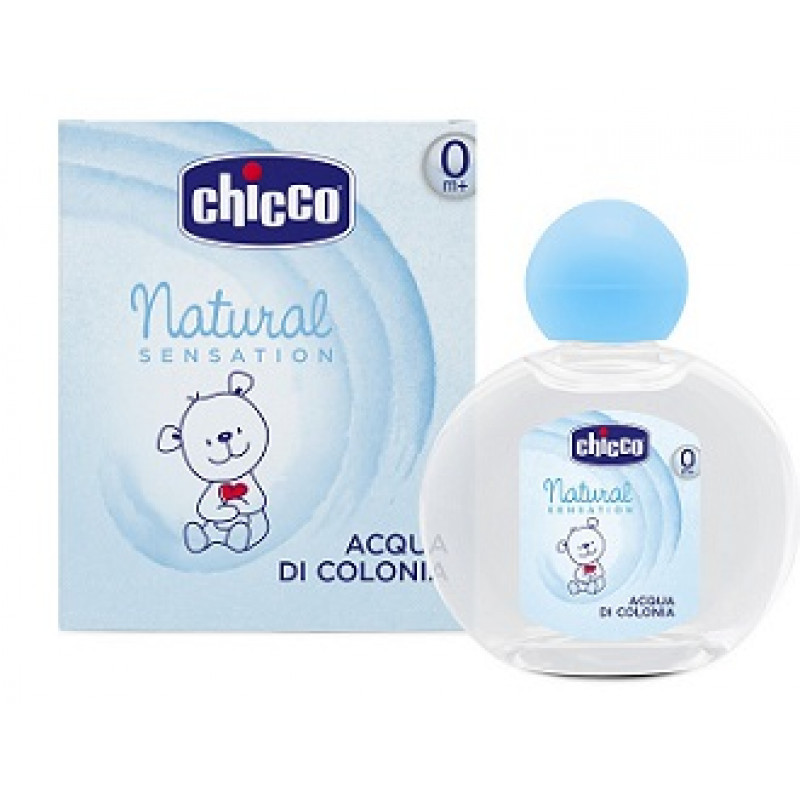 chicco
0
m+
Natural
SENSATION
ACQUA
DI COLONIA
chicco
0
Natural
SENSATION
ACQUA
DI COLONIA